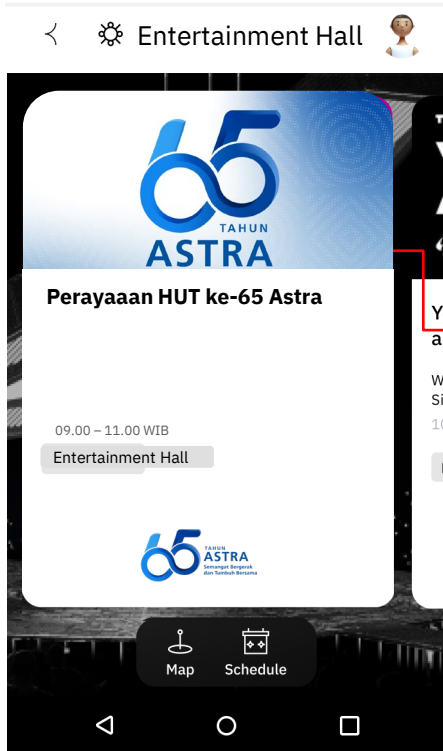 Entertainment Hall
65
TAHUN
ASTRA
Perayaaan HUT ke-65 Astra
09.00 – 11.00 WIB
Entertainment Hall
65
TAHUN
ASTRA
Semangat Bergerak
dan Tumbuh Bersama
Map
Schedule